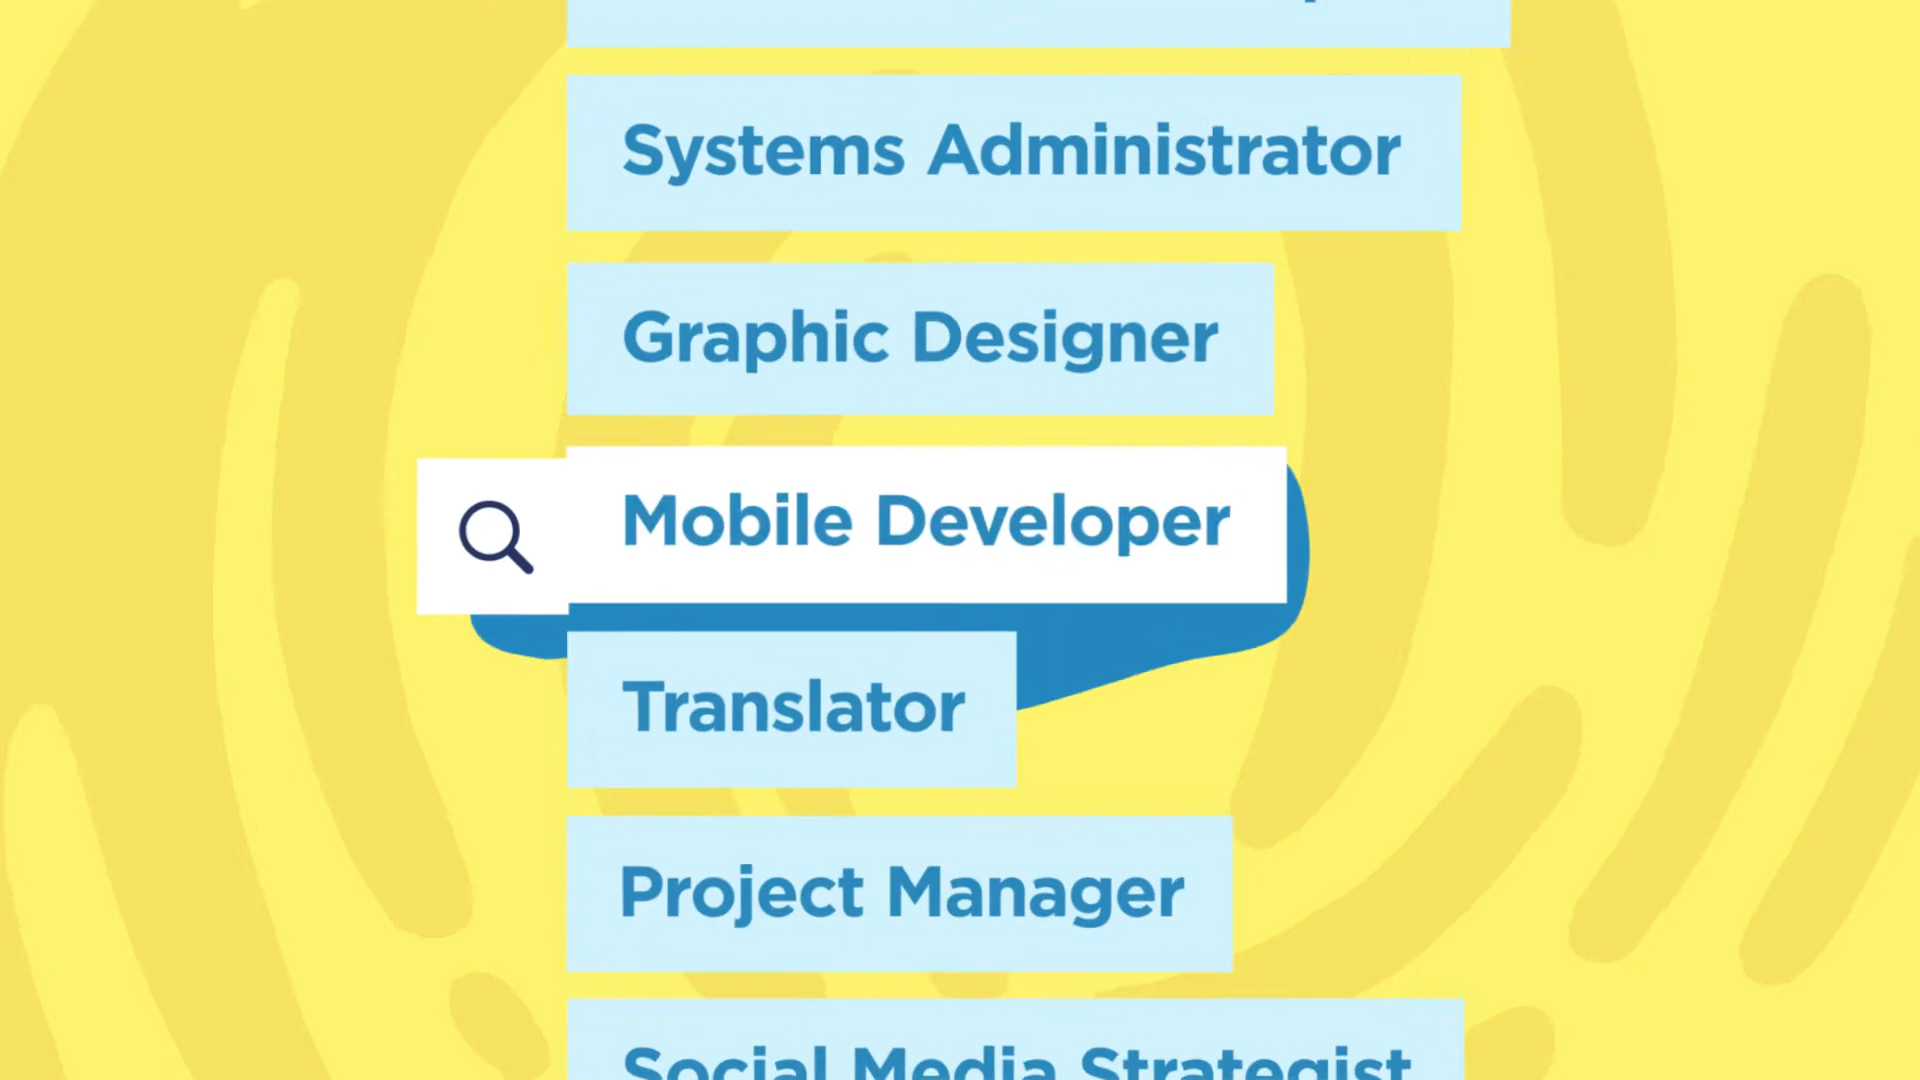 Systems Administrator
Graphic Designer
Mobile Developer
Translator
Project Manager
Social Media Strategist